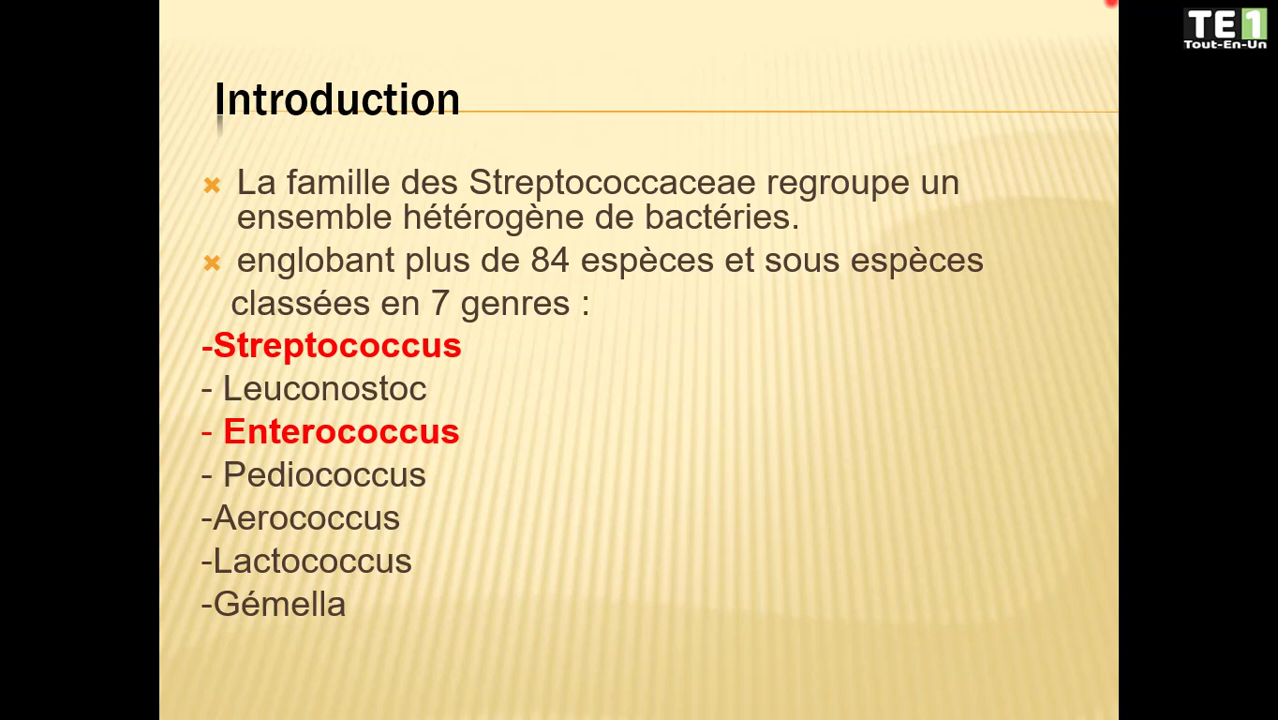 TE1
Tout-En-Un
Introduction
La famille des Streptococcaceae regroupe un
ensemble hétérogène de bactéries.
englobant plus de 84 espèces et sous espèces
classées en 7 genres :
-Streptococcus
- Leuconostoc
- Enterococcus
- Pediococcus
-Aerococcus
-Lactococcus
-Gémella